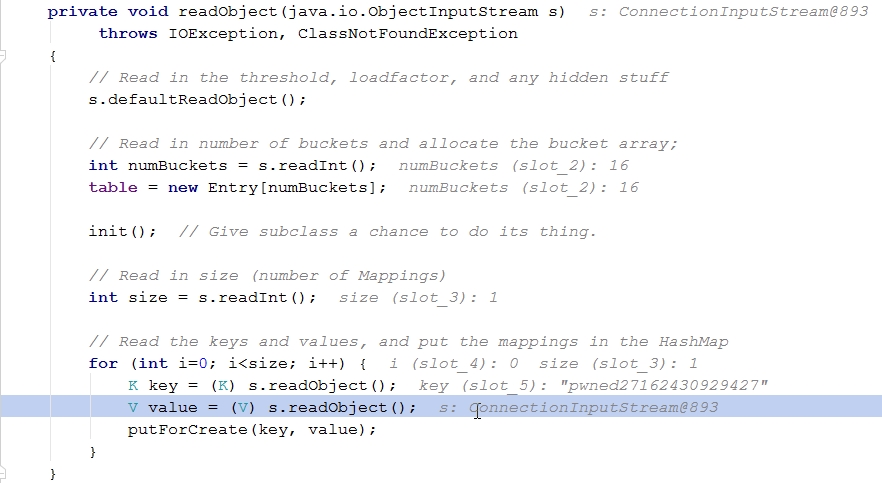 private void readObject(java.io.ObjectInputStream s)  s: ConnectionInputStream@893
throws IOException, ClassNotFoundException
{
// Read in the threshold, loadfactor, and any hidden stuff
s.defaultReadObject();
// Read in number of buckets and allocate the bucket array;
int numBuckets = s.readInt();  numBuckets (slot_2): 16
table = new Entry[numBuckets];  numBuckets (slot_2): 16
init();  // Give subclass a chance to do its thing.
// Read in size (number of Mappings)
int size = s.readInt();  size (slot_3): 1
// Read the keys and values, and put the mappings in the HashMap
for (int i=0; i<size; i++) {  i (slot_4): 0  size (slot_3): 1
K key = (K) s.readObject();  key (slot_5): "pwned27162430929427"
V value = (V) s.readObject();  s: ConnectionInputStream@893
putForCreate(key, value);
}
}